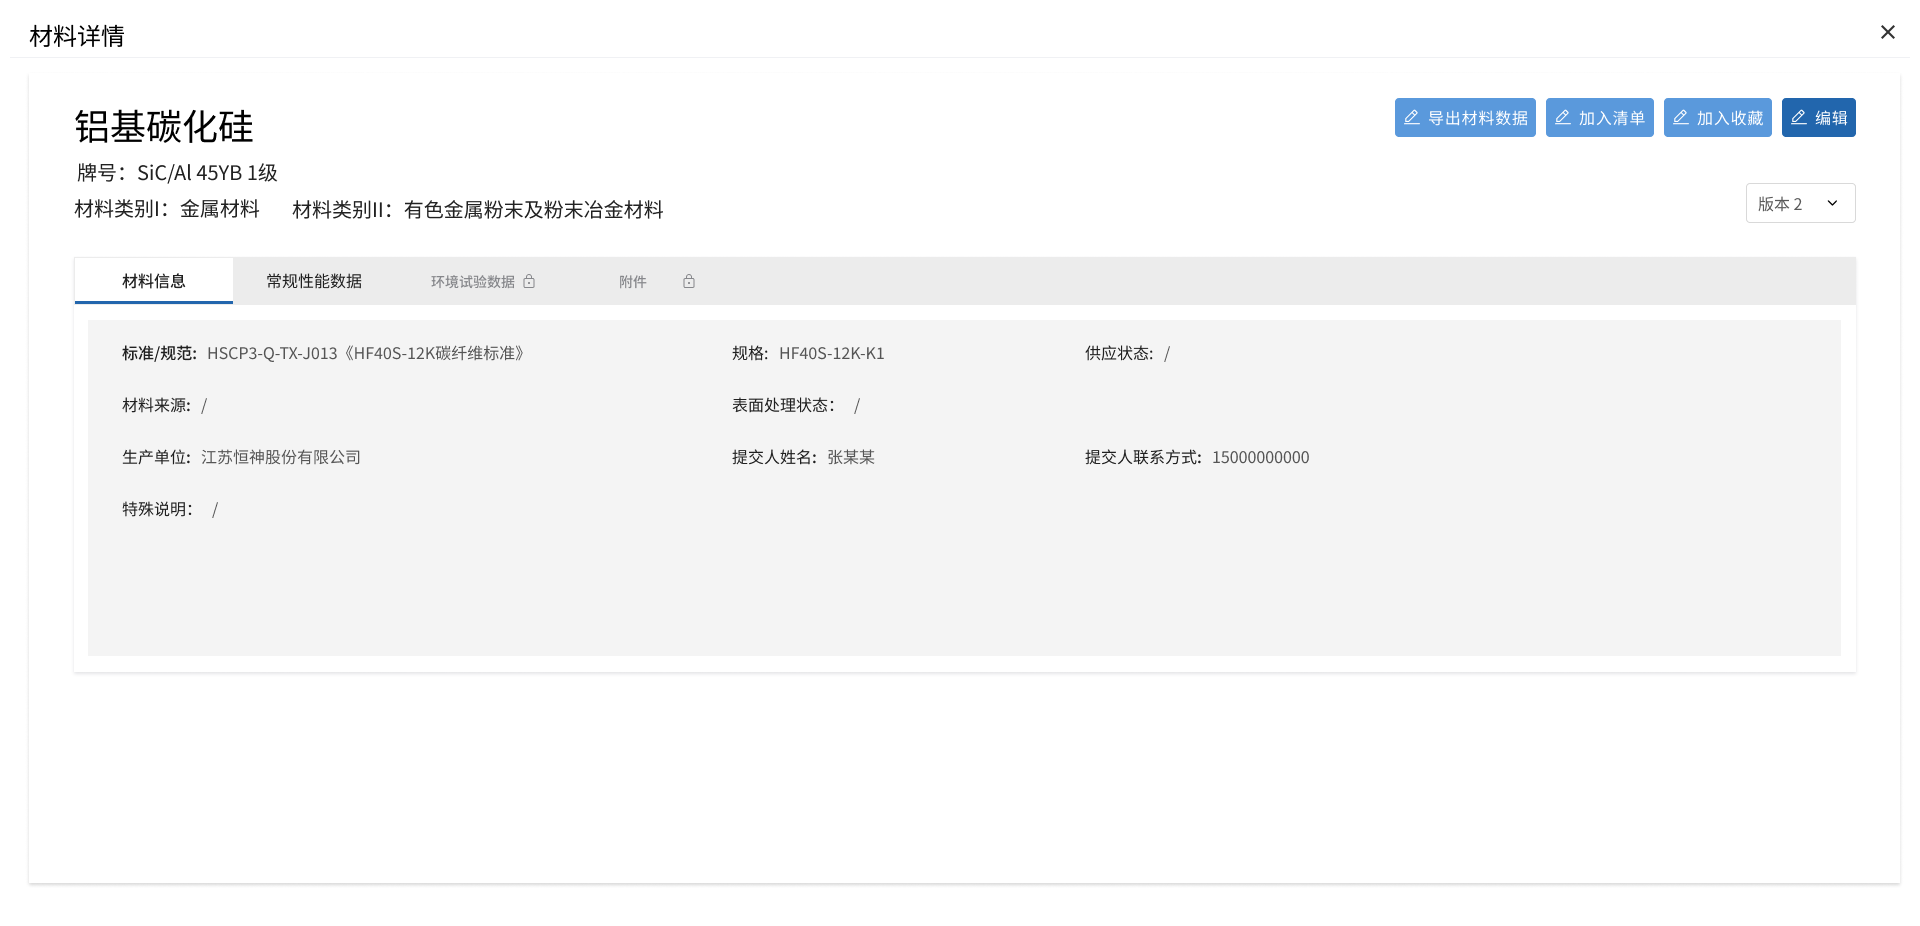 材料详情
铝基碳化硅
导出材料数据 加入清单 加入收藏 编辑
牌号：SiC/Al 45YB 1级
材料类别I：金属材料 材料类别II：有色金属粉末及粉末冶金材料
版本 2
材料信息 常规性能数据 环境试验数据 附件
标准/规范: HSCP3-Q-TX-J013《HF40S-12K碳纤维标准》 规格: HF40S-12K-K1 供应状态: /
材料来源: / 表面处理状态： /
生产单位: 江苏恒神股份有限公司 提交人姓名: 张某某 提交人联系方式: 15000000000
特殊说明： /